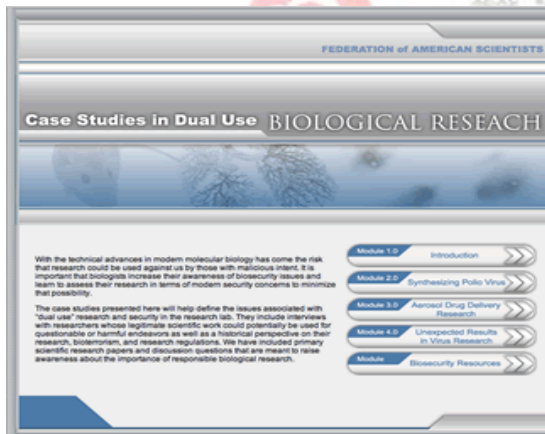 FEDERATION of AMERICAN SCIENTISTS
Case Studies in Dual Use BIOLOGICAL RESEACH
With the technical advances in modern molecular biology has come the risk
that research could be used against us by those with malicious intent. It is
important that biologists increase their awareness of biosecurity issues and
learn to assess their research in terms of modern security concerns to minimize
that possibility.
The case studies presented here will help define the issues associated with
"dual use" research and security in the research lab. They include interviews
with researchers whose legitimate scientific work could potentially be used for
questionable or harmful endeavors as well as a historical perspective on their
research, bioterrorism, and research regulations. We have included primary
scientific research papers and discussion questions that are meant to raise
awareness about the importance of responsible biological research.
Module 1.0 Introduction
Module 2.0 Synthesizing Polio Virus
Module 3.0 Aerosol Drug Delivery
Research
Module 4.0 Unexpected Results
in Virus Research
Module Biosecurity Resources